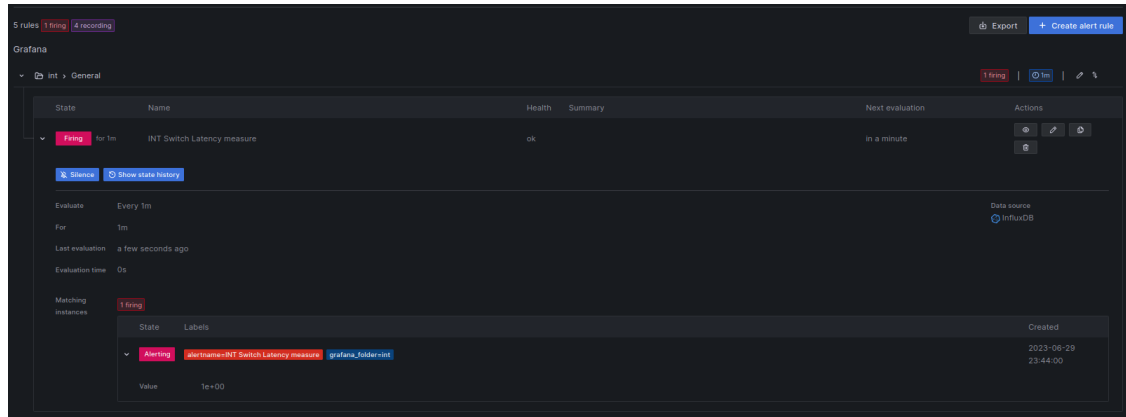 5 rules 1 firing 4 recording
Export + Create alert rule
Grafana
int > General
1 firing | 1m |
State Name Health Summary Next evaluation Actions
Firing for 1m INT Switch Latency measure ok in a minute
Silence Show state history
Evaluate Every 1m
Data source
InfluxDB
For 1m
Last evaluation a few seconds ago
Evaluation time 0s
Matching instances 1 firing
State Labels Created
Alerting alertname=INT Switch Latency measure grafana_folder=int 2023-06-29
23:44:00
Value 1e+00